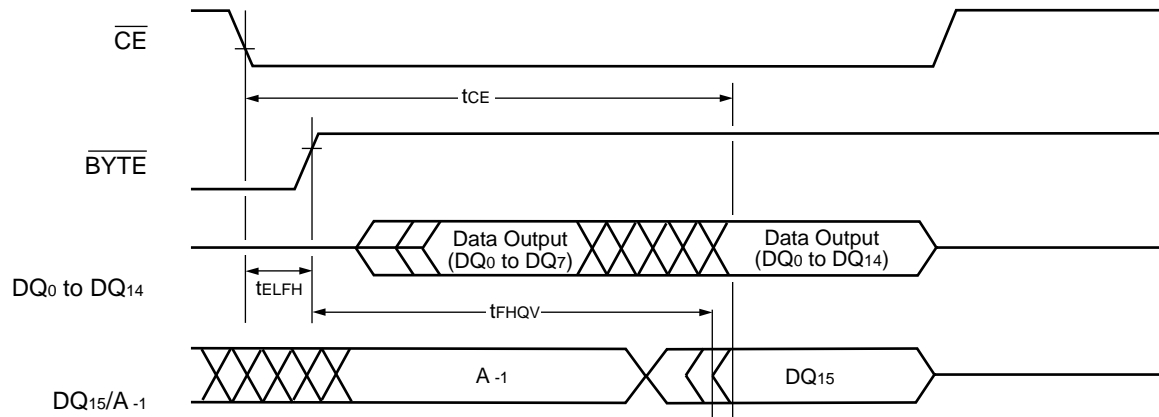 CE
tCE
BYTE
Data Output
(DQ0 to DQ7)
Data Output
(DQ0 to DQ14)
DQ0 to DQ14
tELFH
tFHQV
A -1
DQ15
DQ15/A -1